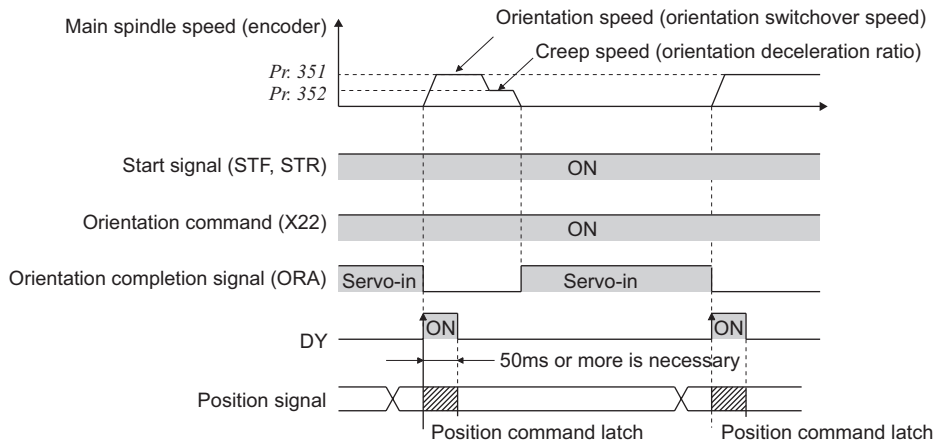 Orientation speed (orientation switchover speed)
Main spindle speed (encoder)
Creep speed (orientation deceleration ratio)
Pr. 351
Pr. 352
Start signal (STF, STR)
ON
Orientation command (X22)
ON
Orientation completion signal (ORA)
Servo-in
Servo-in
DY
ON
ON
50ms or more is necessary
Position signal
Position command latch
Position command latch